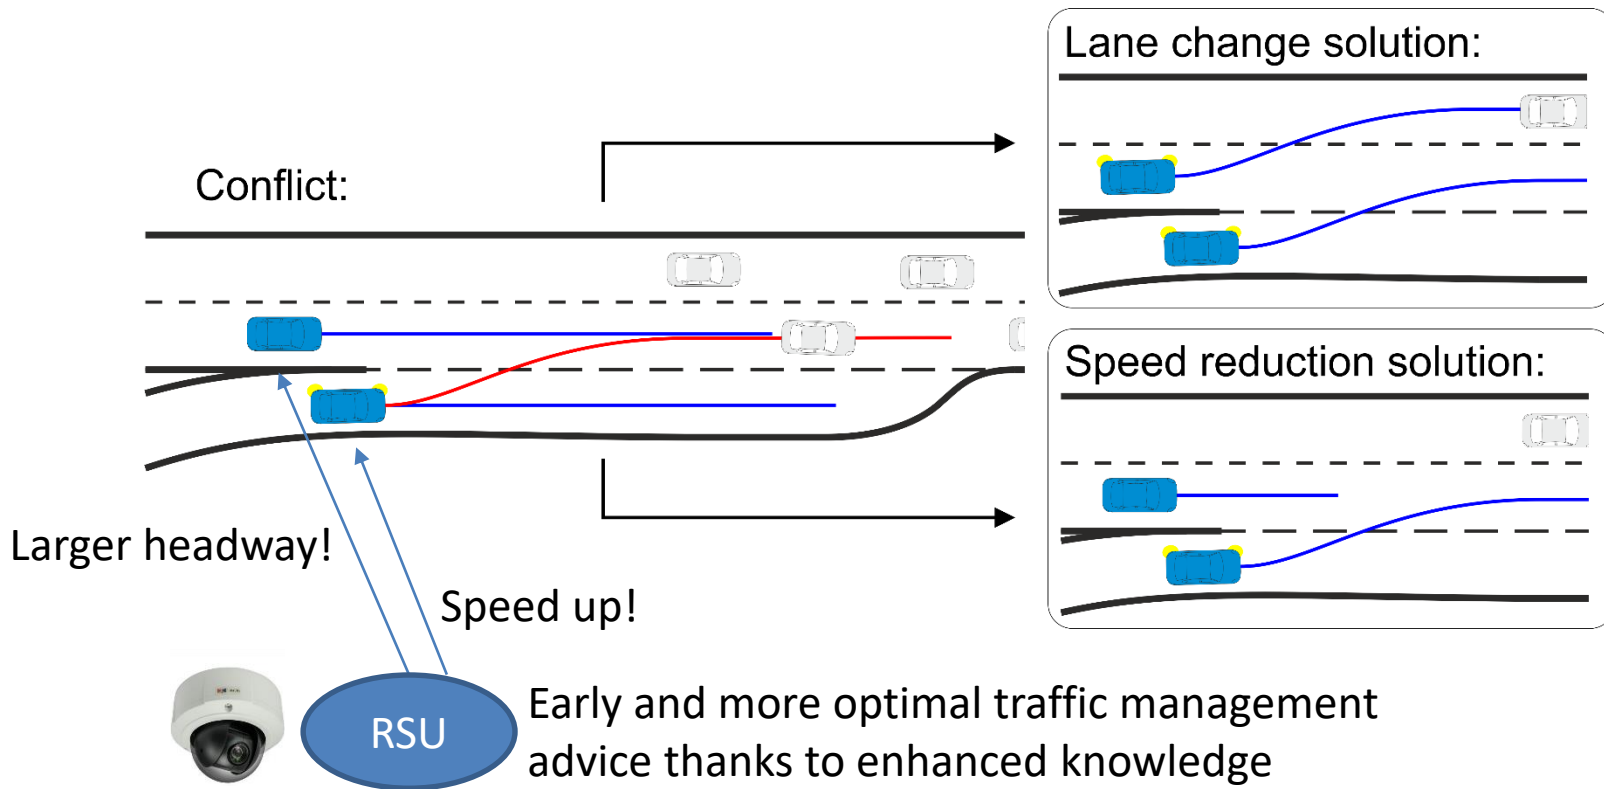 Lane change solution:
Conflict:
Speed reduction solution:
Larger headway!
Speed up!
RSU
Early and more optimal traffic management
advice thanks to enhanced knowledge